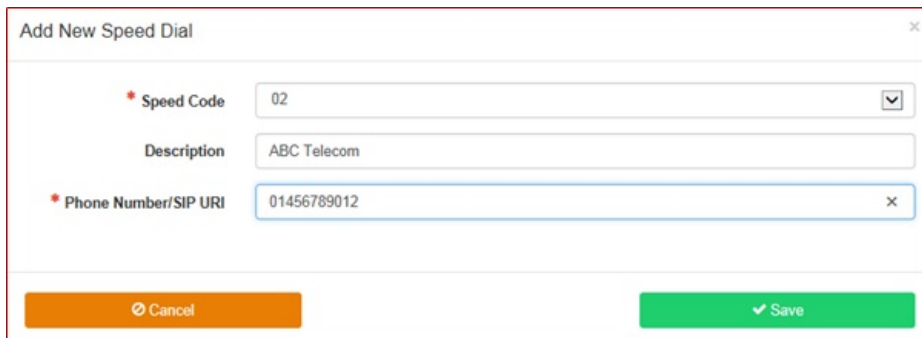 Add New Speed Dial ×
* Speed Code 02
Description ABC Telecom
* Phone Number/SIP URI 01456789012 ×
Cancel Save